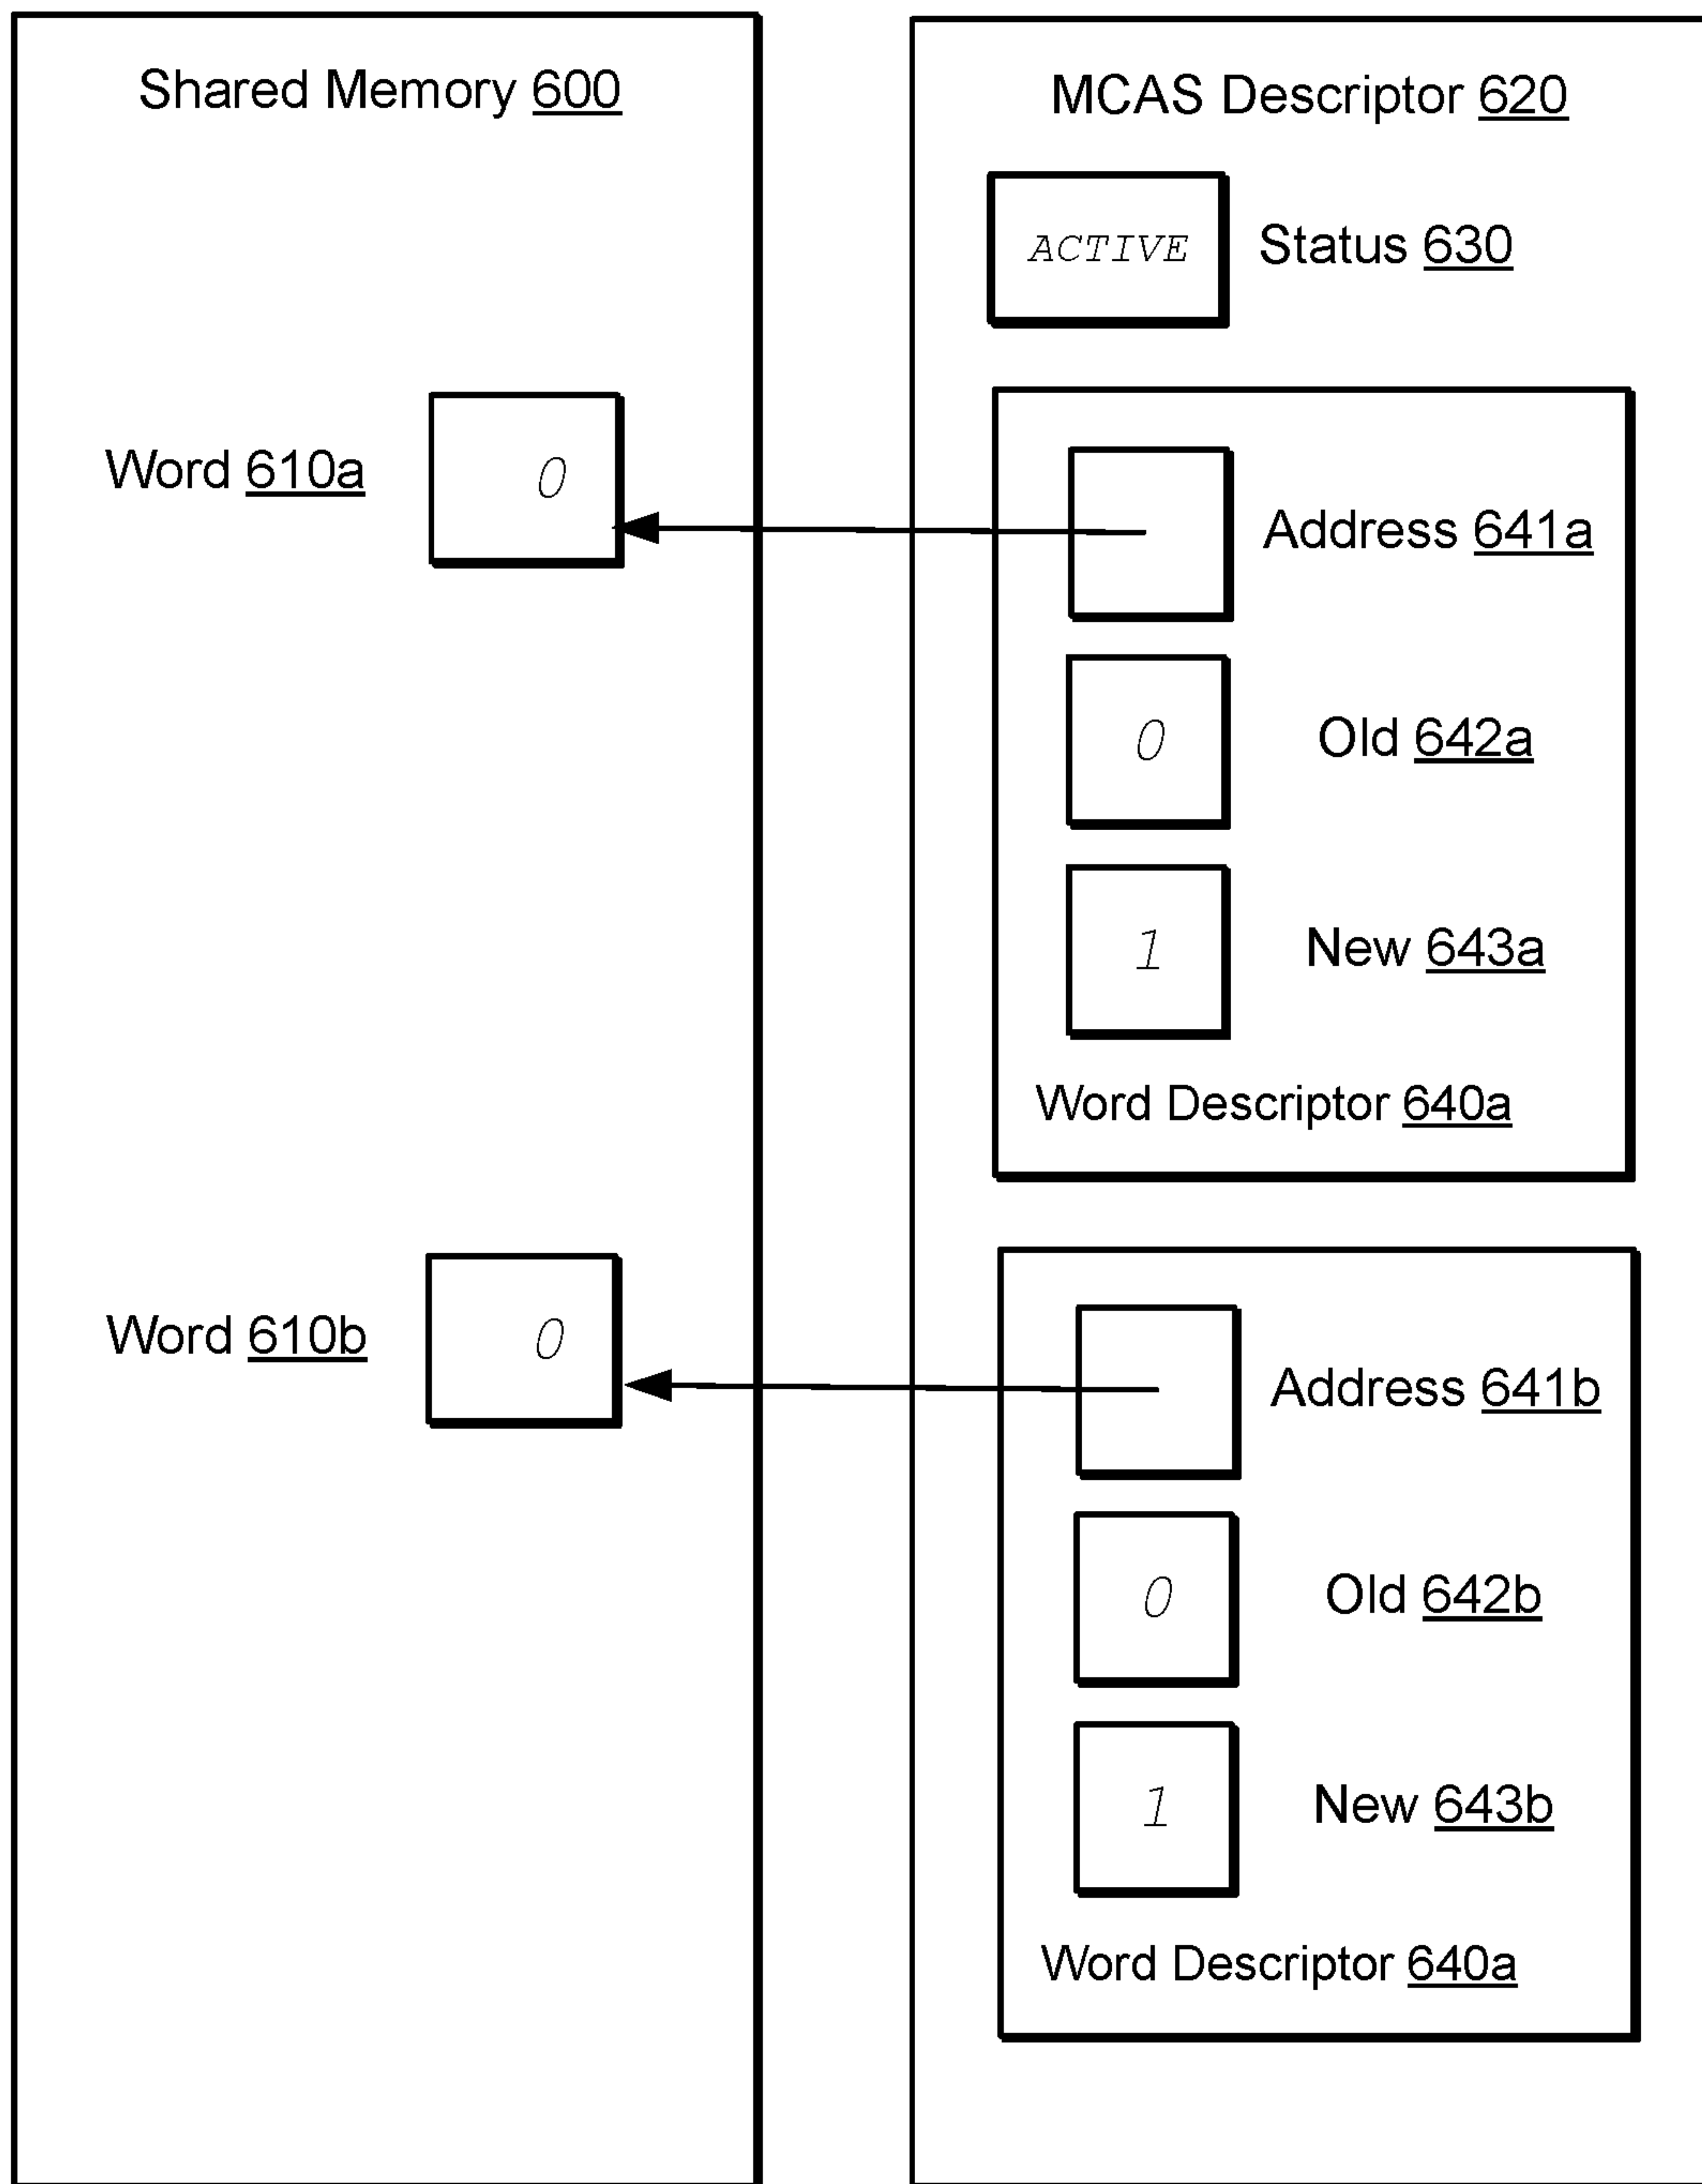 Shared Memory 600
Word 610a
0
Word 610b
0
MCAS Descriptor 620
ACTIVE
Status 630
Address 641a
0
Old 642a
1
New 643a
Word Descriptor 640a
Address 641b
0
Old 642b
1
New 643b
Word Descriptor 640a